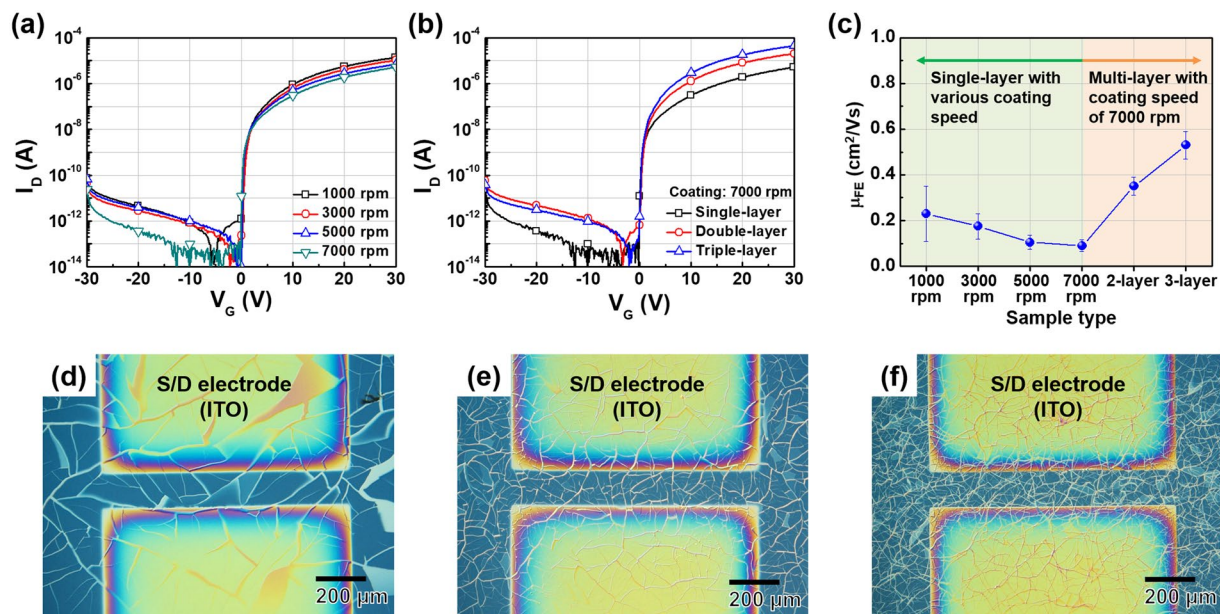 (a)
10⁻⁴
10⁻⁶
10⁻⁸
10⁻¹⁰
10⁻¹²
10⁻¹⁴
I_D (A)
1000 rpm
3000 rpm
5000 rpm
7000 rpm
-30 -20 -10 0 10 20 30
V_G (V)
(b)
10⁻⁴
10⁻⁶
10⁻⁸
10⁻¹⁰
10⁻¹²
10⁻¹⁴
I_D (A)
Coating: 7000 rpm
Single-layer
Double-layer
Triple-layer
-30 -20 -10 0 10 20 30
V_G (V)
(c)
1.0
0.8
0.6
0.4
0.2
0.0
μ_FE (cm²/Vs)
Single-layer with
various coating
speed
Multi-layer with
coating speed
of 7000 rpm
1000 3000 5000 7000 2-layer 3-layer
rpm rpm rpm rpm
Sample type
(d)
S/D electrode
(ITO)
200 μm
(e)
S/D electrode
(ITO)
200 μm
(f)
S/D electrode
(ITO)
200 μm